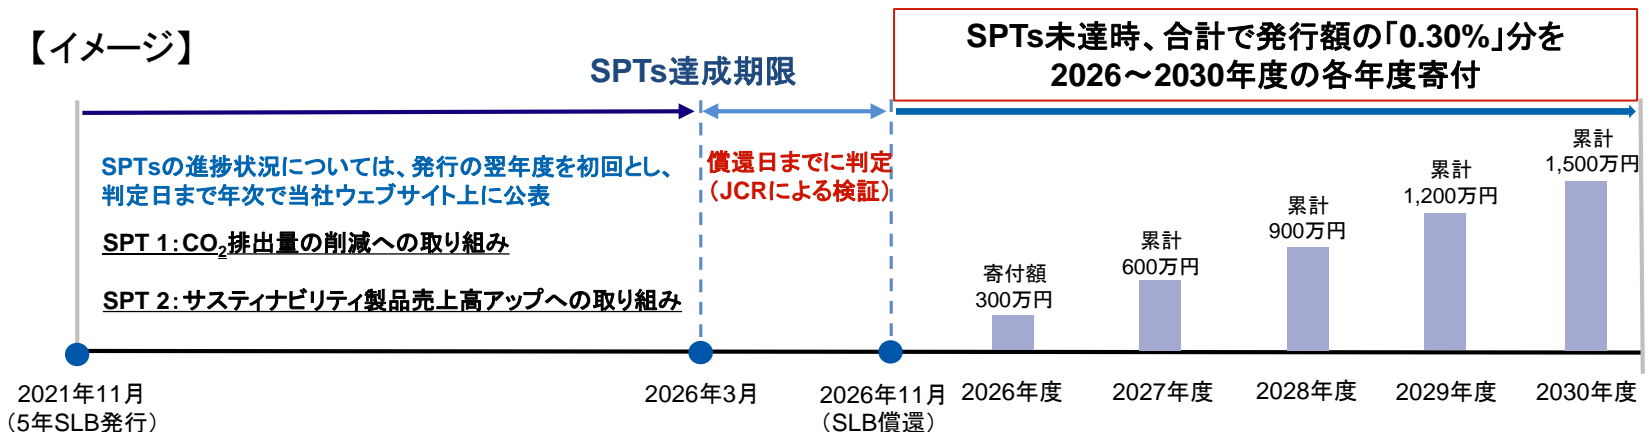 【イメージ】
SPTs達成期限
SPTs未達時、合計で発行額の「0.30%」分を
2026～2030年度の各年度寄付
SPTsの進捗状況については、発行の翌年度を初回とし、
判定日まで年次で当社ウェブサイト上に公表
SPT 1：CO₂排出量の削減への取り組み
SPT 2：サスティナビリティ製品売上高アップへの取り組み
償還日までに判定
（JCRによる検証）
寄付額
300万円
累計
600万円
累計
900万円
累計
1,200万円
累計
1,500万円
2021年11月
（5年SLB発行）
2026年3月
2026年11月
（SLB償還）
2026年度
2027年度
2028年度
2029年度
2030年度